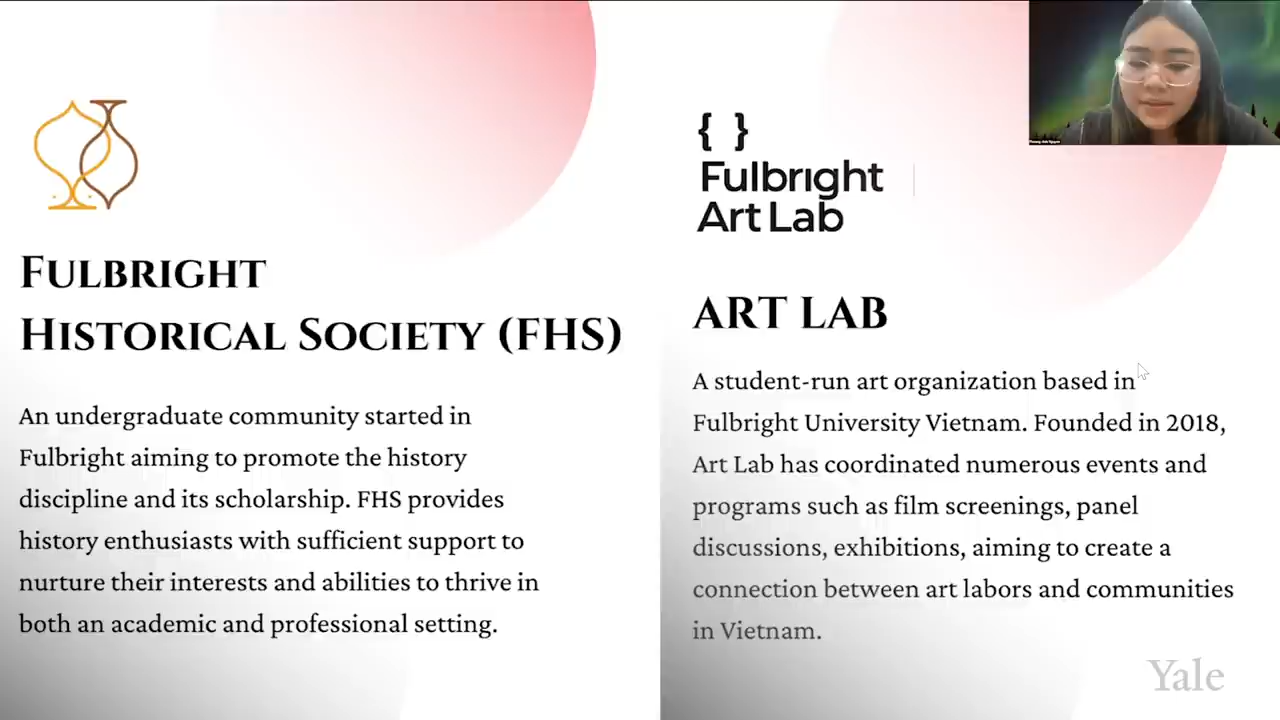 FULBRIGHT
HISTORICAL SOCIETY (FHS)
An undergraduate community started in
Fulbright aiming to promote the history
discipline and its scholarship. FHS provides
history enthusiasts with sufficient support to
nurture their interests and abilities to thrive in
both an academic and professional setting.
{ }
Fulbright
Art Lab
ART LAB
A student-run art organization based in
Fulbright University Vietnam. Founded in 2018,
Art Lab has coordinated numerous events and
programs such as film screenings, panel
discussions, exhibitions, aiming to create a
connection between art labors and communities
in Vietnam.
Yale